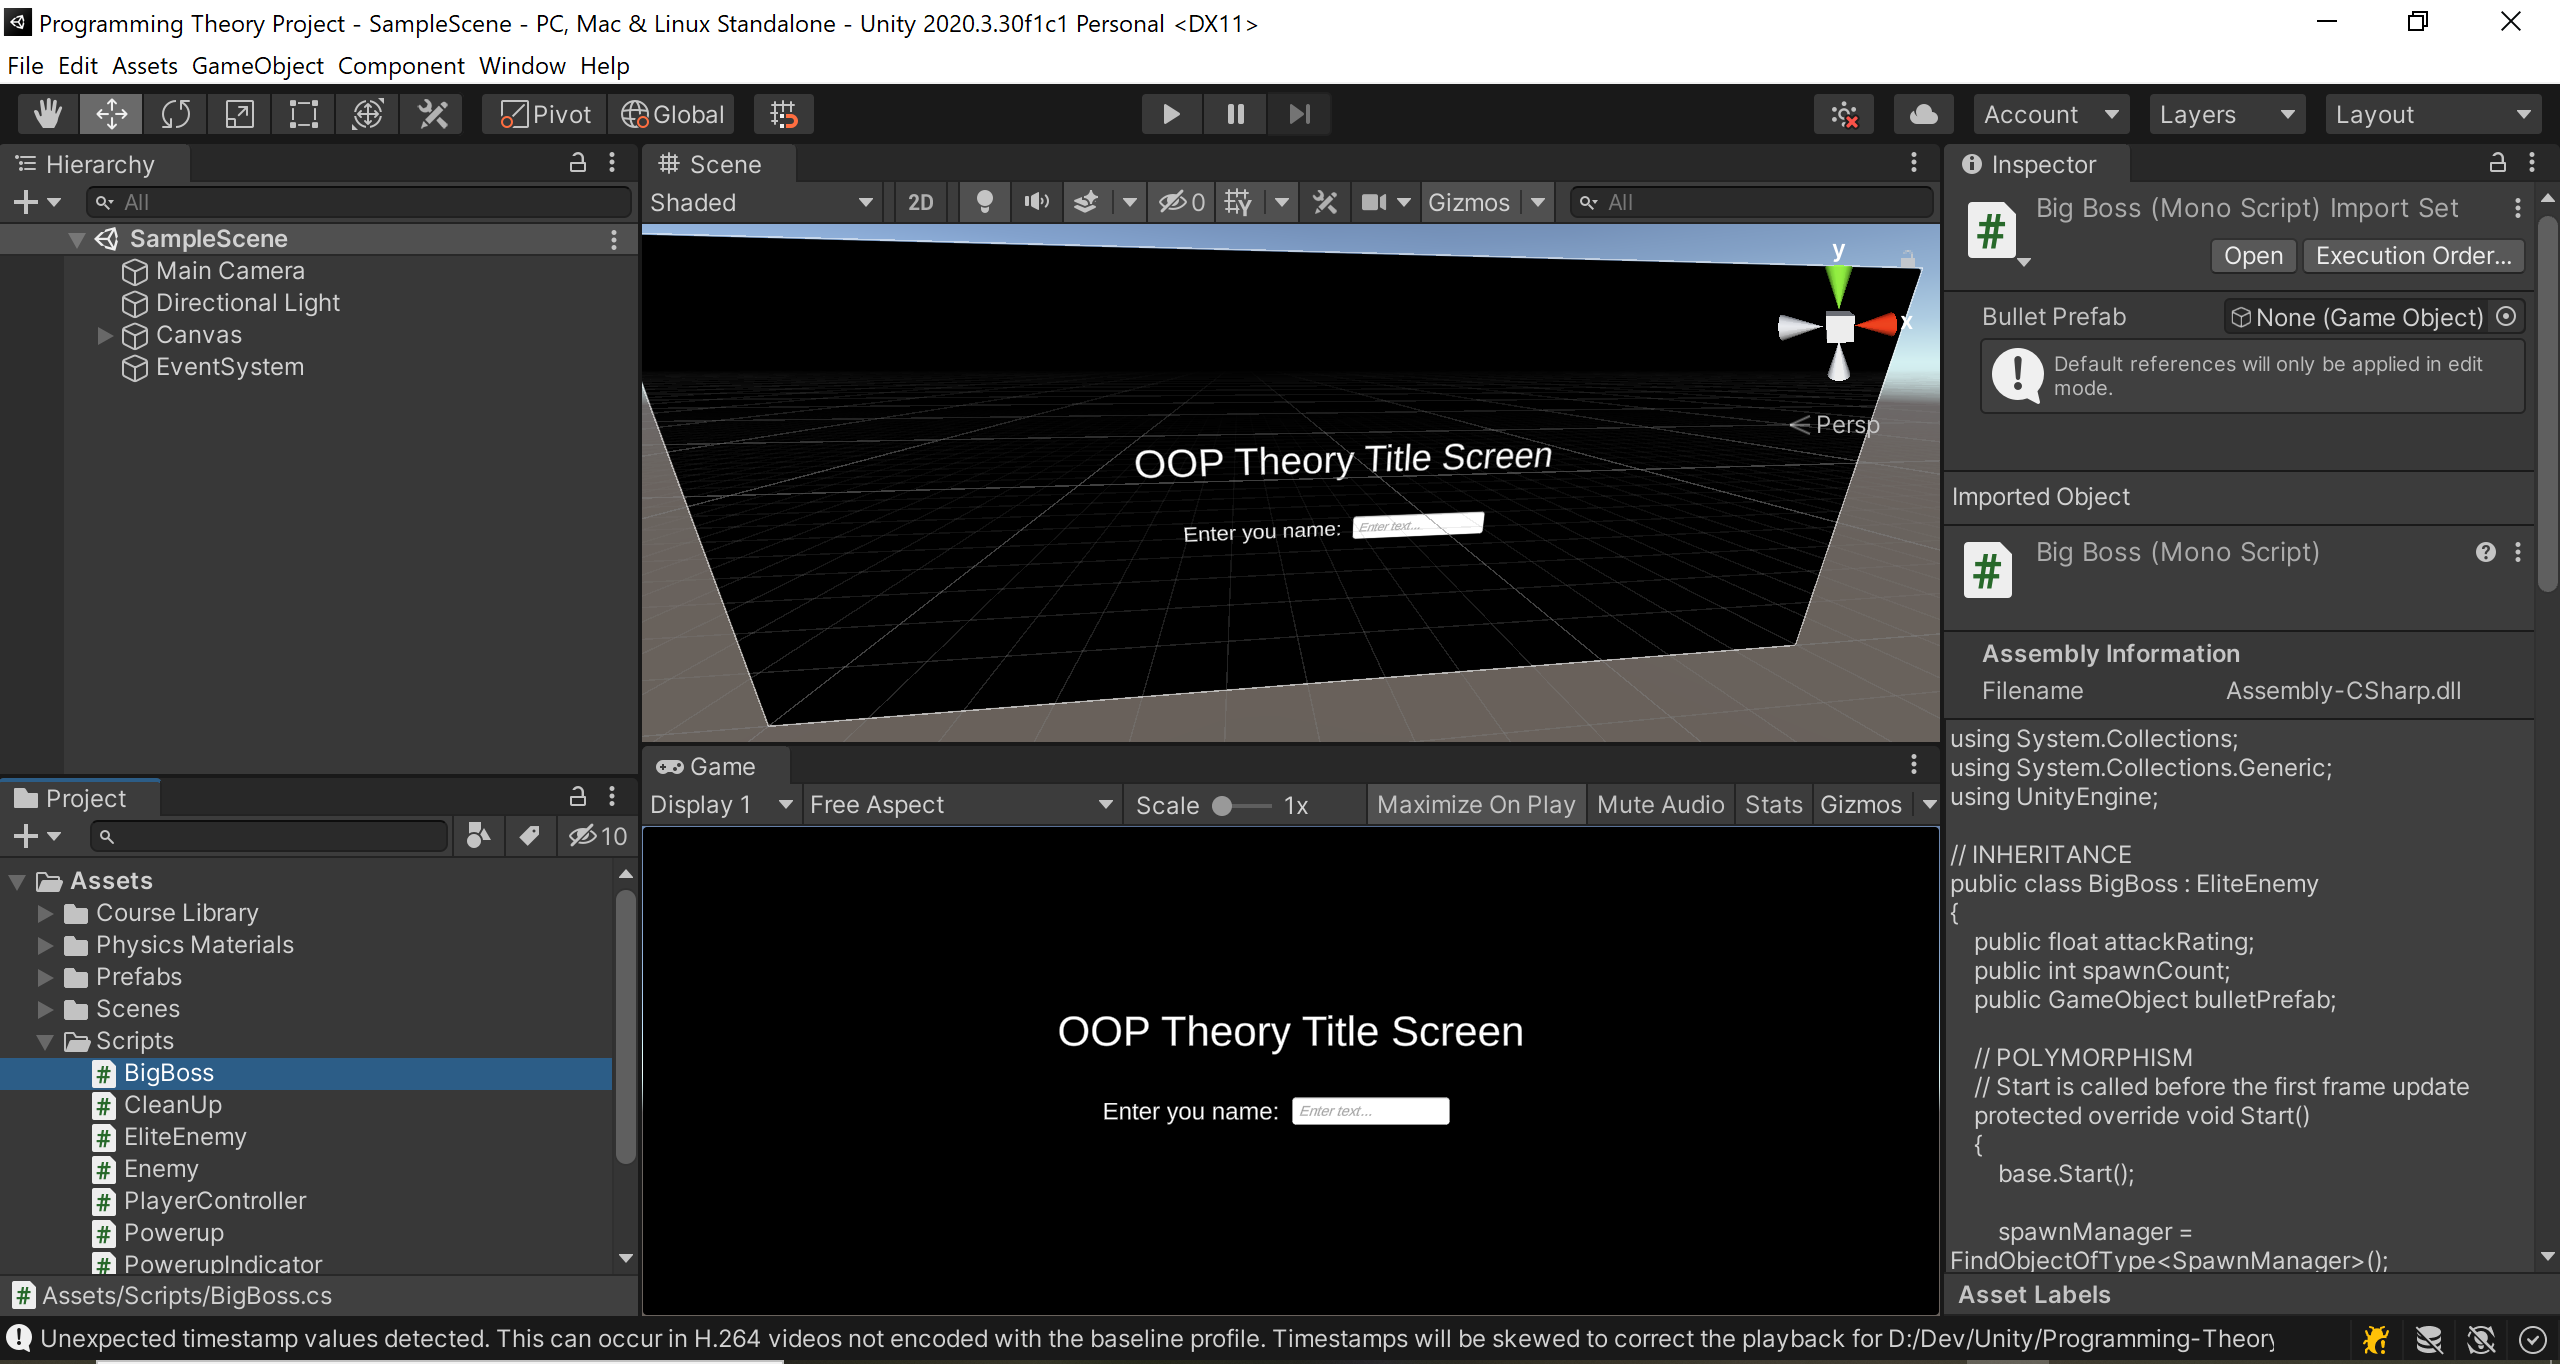 Programming Theory Project - SampleScene - PC, Mac & Linux Standalone - Unity 2020.3.30f1c1 Personal <DX11>
File Edit Assets GameObject Component Window Help
Pivot Global Account Layers Layout
Hierarchy
All
SampleScene
Main Camera
Directional Light
Canvas
EventSystem
Scene
Shaded 2D 0 Gizmos All
y
x
Persp
OOP Theory Title Screen
Enter you name: Enter text...
Game
Display 1 Free Aspect Scale 1x Maximize On Play Mute Audio Stats Gizmos
OOP Theory Title Screen
Enter you name: Enter text...
Project
10
Assets
Course Library
Physics Materials
Prefabs
Scenes
Scripts
# BigBoss
# CleanUp
# EliteEnemy
# Enemy
# PlayerController
# Powerup
# PowerupIndicator
# Assets/Scripts/BigBoss.cs
Inspector
# Big Boss (Mono Script) Import Set
Open Execution Order...
Bullet Prefab None (Game Object)
Default references will only be applied in edit
mode.
Imported Object
# Big Boss (Mono Script)
Assembly Information
Filename Assembly-CSharp.dll
using System.Collections;
using System.Collections.Generic;
using UnityEngine;
// INHERITANCE
public class BigBoss : EliteEnemy
{
public float attackRating;
public int spawnCount;
public GameObject bulletPrefab;
// POLYMORPHISM
// Start is called before the first frame update
protected override void Start()
{
base.Start();
spawnManager =
FindObjectOfType<SpawnManager>();
Asset Labels
Unexpected timestamp values detected. This can occur in H.264 videos not encoded with the baseline profile. Timestamps will be skewed to correct the playback for D:/Dev/Unity/Programming-Theory